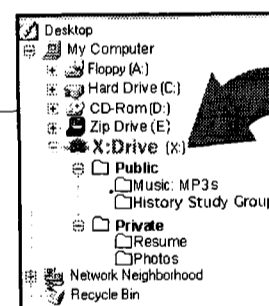 Desktop
My Computer
Floppy (A:)
Hard Drive (C:)
CD-Rom (D:)
Zip Drive (E)
X:Drive (X:)
Public
Music: MP3s
History Study Group
Private
Resume
Photos
Network Neighborhood
Recycle Bin